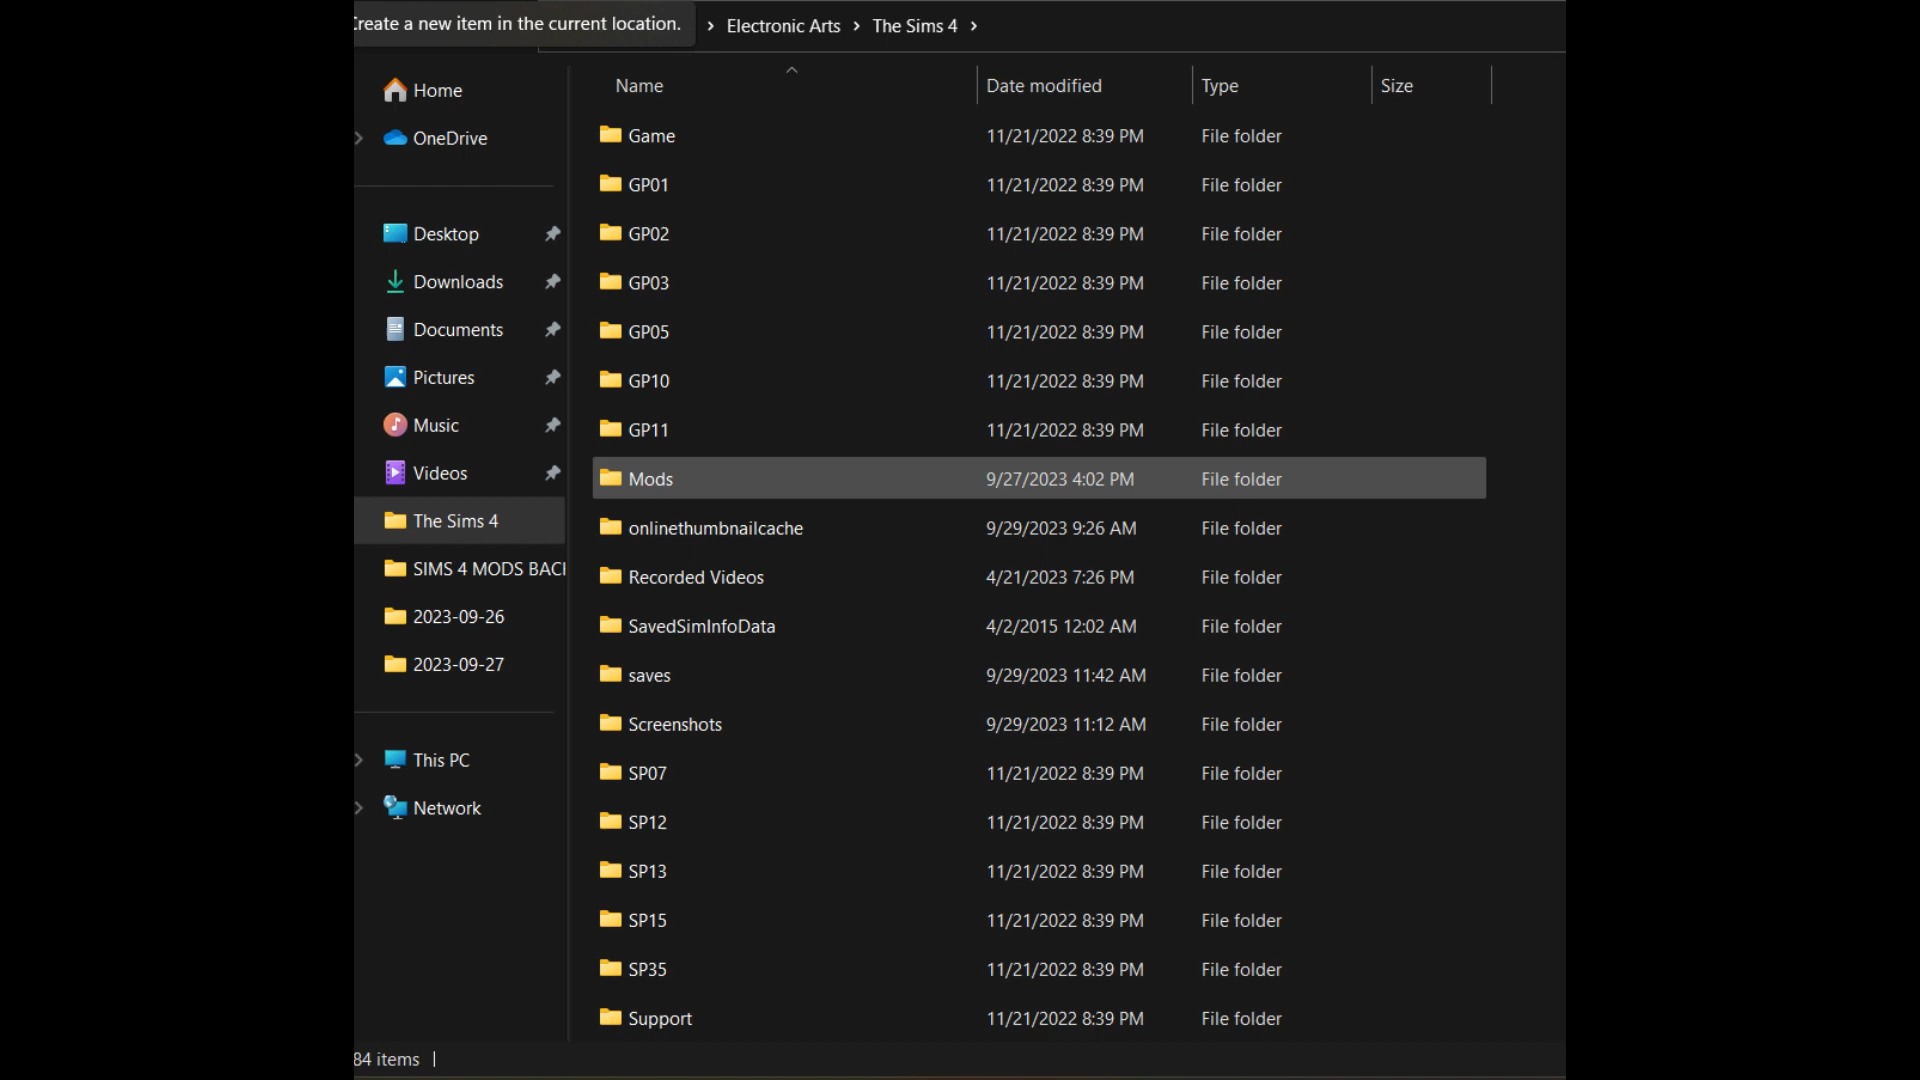 Create a new item in the current location.
› Electronic Arts › The Sims 4 ›
Name Date modified Type Size
Home
OneDrive
Desktop
Downloads
Documents
Pictures
Music
Videos
The Sims 4
SIMS 4 MODS BACI
2023-09-26
2023-09-27
This PC
Network
Game 11/21/2022 8:39 PM File folder
GP01 11/21/2022 8:39 PM File folder
GP02 11/21/2022 8:39 PM File folder
GP03 11/21/2022 8:39 PM File folder
GP05 11/21/2022 8:39 PM File folder
GP10 11/21/2022 8:39 PM File folder
GP11 11/21/2022 8:39 PM File folder
Mods 9/27/2023 4:02 PM File folder
onlinethumbnailcache 9/29/2023 9:26 AM File folder
Recorded Videos 4/21/2023 7:26 PM File folder
SavedSimInfoData 4/2/2015 12:02 AM File folder
saves 9/29/2023 11:42 AM File folder
Screenshots 9/29/2023 11:12 AM File folder
SP07 11/21/2022 8:39 PM File folder
SP12 11/21/2022 8:39 PM File folder
SP13 11/21/2022 8:39 PM File folder
SP15 11/21/2022 8:39 PM File folder
SP35 11/21/2022 8:39 PM File folder
Support 11/21/2022 8:39 PM File folder
84 items